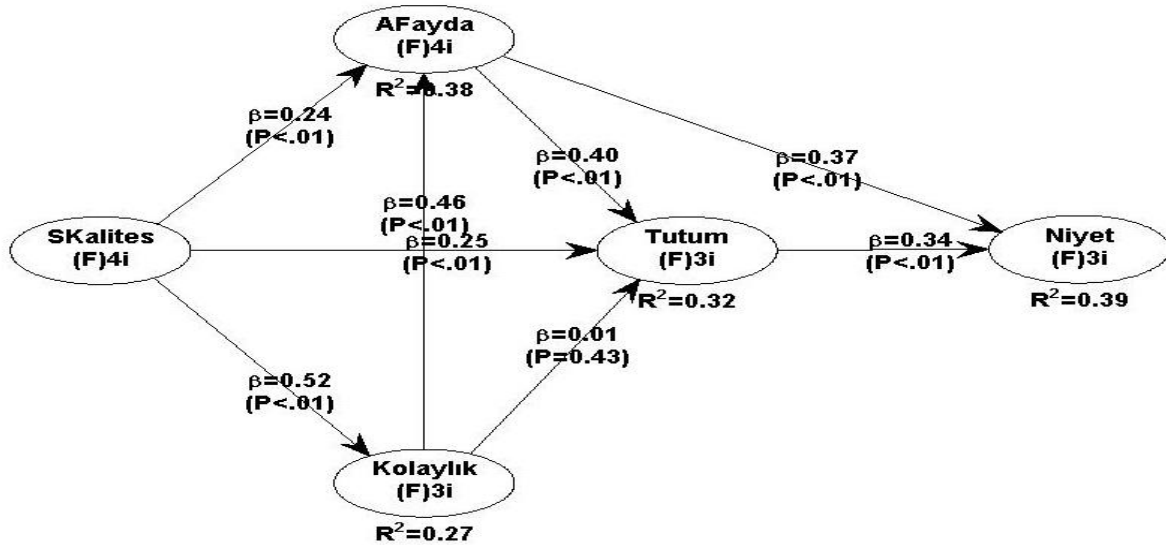 AFayda
(F)4i
R²=0.38
β=0.24
(P<.01)
β=0.40
(P<.01)
β=0.37
(P<.01)
β=0.46
(P<.01)
SKalites
(F)4i
β=0.25
(P<.01)
Tutum
(F)3i
R²=0.32
β=0.34
(P<.01)
Niyet
(F)3i
R²=0.39
β=0.01
(P=0.43)
β=0.52
(P<.01)
Kolaylık
(F)3i
R²=0.27